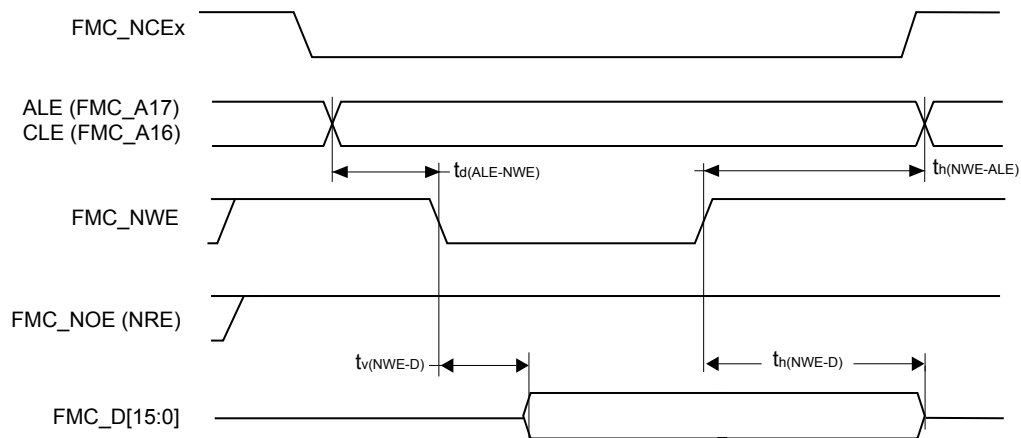 FMC_NCEx
ALE (FMC_A17)
CLE (FMC_A16)
td(ALE-NWE)
th(NWE-ALE)
FMC_NWE
FMC_NOE (NRE)
tv(NWE-D)
th(NWE-D)
FMC_D[15:0]